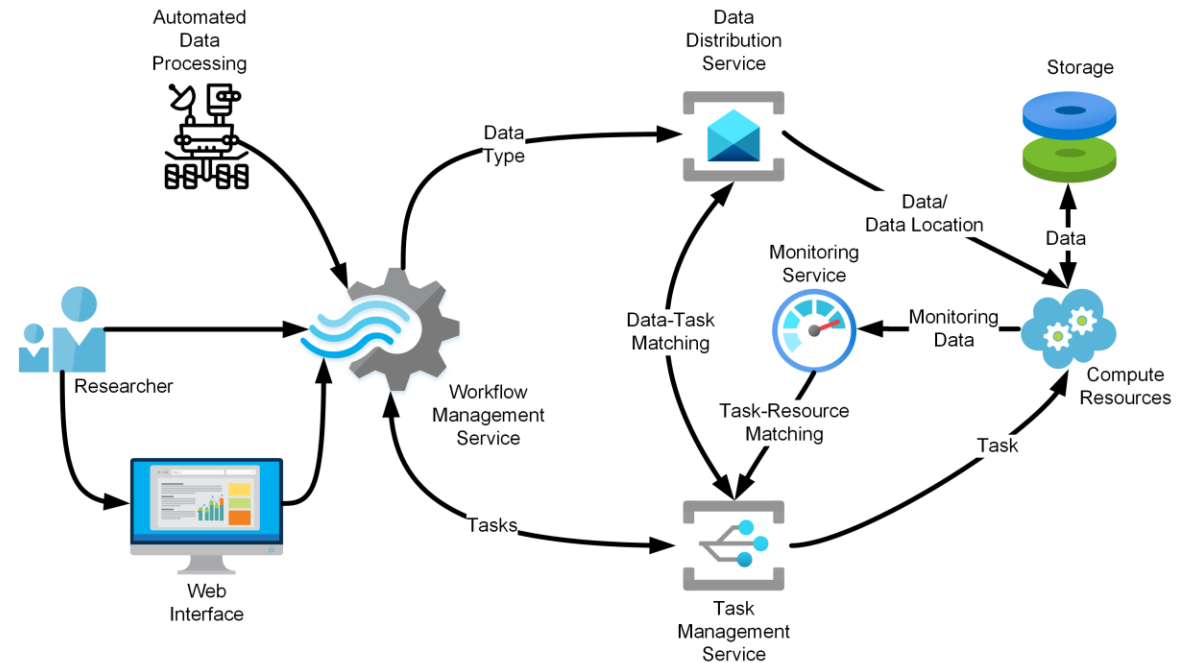 Automated
Data
Processing
Data
Distribution
Service
Storage
Data
Type
Data/
Data Location
Data
Monitoring
Service
Data-Task
Matching
Monitoring
Data
Researcher
Workflow
Management
Service
Compute
Resources
Task-Resource
Matching
Task
Tasks
Web
Interface
Task
Management
Service